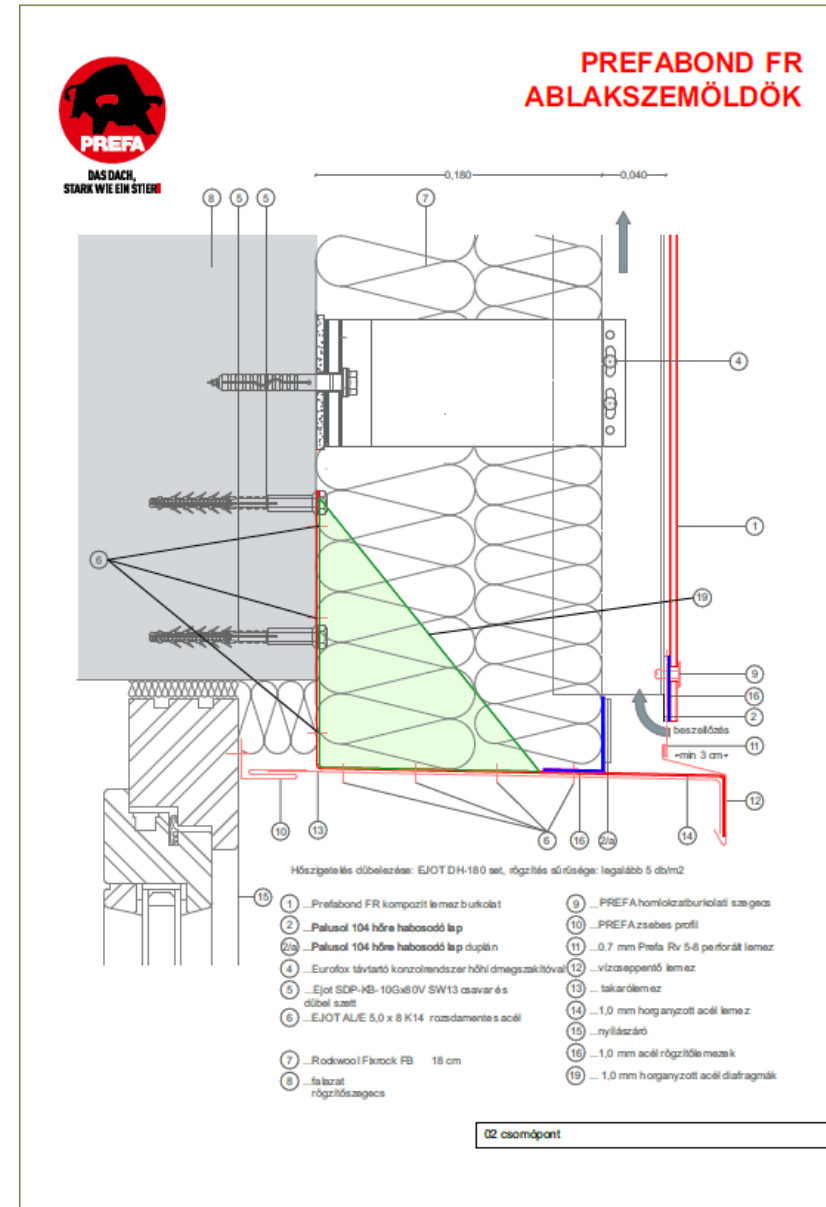 PREFABOND FR
ABLAKSZEMÖLDÖK
PREFA
DAS DACH,
STARK WIE EIN STIER!
0,180
0,040
8
5
5
7
4
1
6
19
9
16
2
beszellőzés
11
min 3 cm
12
10
13
6
16
2/a
14
15
Hőszigetelés dübelezése: EJOT DH-180 set, rögzítés sűrűsége: legalább 5 db/m2
1 ...Prefabond FR kompozit lemez burkolat
2 ...Palusol 104 hőre habosodó lap
2/a ...Palusol 104 hőre habosodó lap duplán
4 ...Eurofox távtartó konzolrendszer hőhíd megszakítóval
5 ...Ejot SDP-KB-10Gx80V SW13 csavar és
dübel szett
6 ...EJOT AL/E 5,0 x 8 K14 rozsdamentes acél
7 ...Rockwool Fixrock FB 18 cm
8 ...falazat
rögzítőszegecs
9 ...PREFA homlokzatburkolati szegecs
10 ...PREFA zsebes profil
11 ...0.7 mm Prefa Rv 5-8 perforált lemez
12 ...vízcseppentő lemez
13 ... takarólemez
14 ...1,0 mm horganyzott acél lemez
15 ...nyílászáró
16 ...1,0 mm acél rögzítőlemezek
19 ... 1,0 mm horganyzott acél diafragmák
02 csomópont